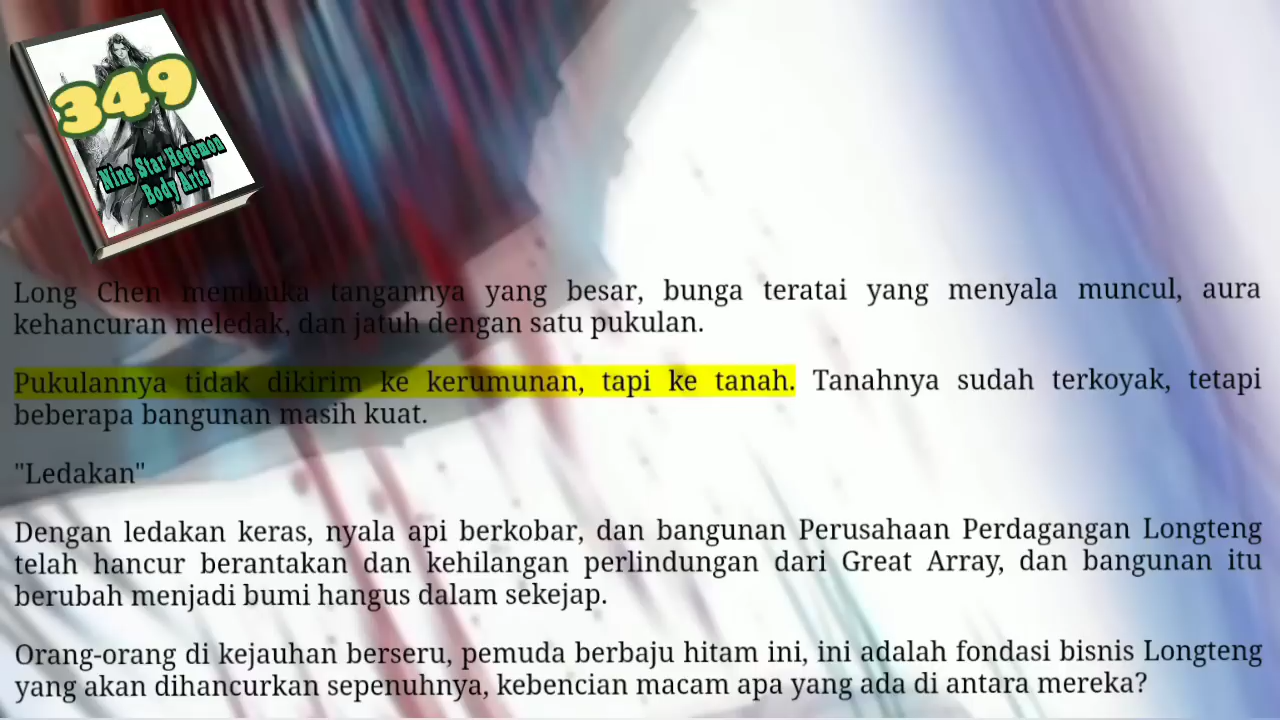 349
Nine Star Hegemon
Body Arts
Long Chen membuka tangannya yang besar, bunga teratai yang menyala muncul, aura
kehancuran meledak, dan jatuh dengan satu pukulan.
Pukulannya tidak dikirim ke kerumunan, tapi ke tanah. Tanahnya sudah terkoyak, tetapi
beberapa bangunan masih kuat.
"Ledakan"
Dengan ledakan keras, nyala api berkobar, dan bangunan Perusahaan Perdagangan Longteng
telah hancur berantakan dan kehilangan perlindungan dari Great Array, dan bangunan itu
berubah menjadi bumi hangus dalam sekejap.
Orang-orang di kejauhan berseru, pemuda berbaju hitam ini, ini adalah fondasi bisnis Longteng
yang akan dihancurkan sepenuhnya, kebencian macam apa yang ada di antara mereka?